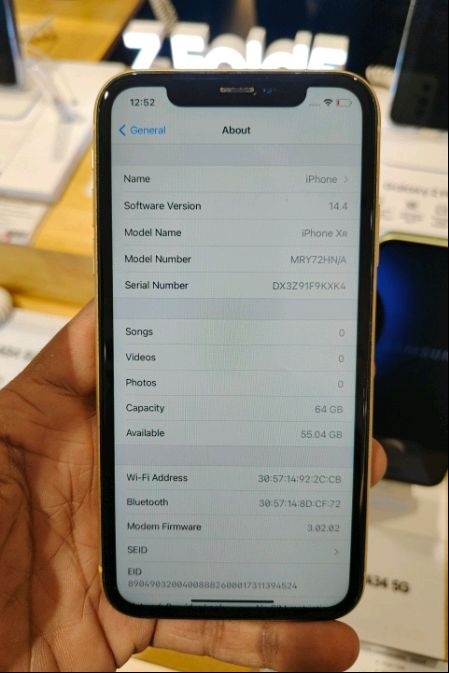 Z Fold5
12:52
General
About
Name
iPhone
Software Version
14.4
Model Name
iPhone XR
Model Number
MRY72HN/A
Serial Number
DX3Z91F9KXK4
Songs
0
Videos
0
Photos
0
Capacity
64 GB
Available
55.04 GB
Wi-Fi Address
30:57:14:92:2C:CB
Bluetooth
30:57:14:8D:CF:72
Modem Firmware
3.02.02
SEID
EID
89049032004008882600017311394524
galaxy z
SAMSUN
A34 5G